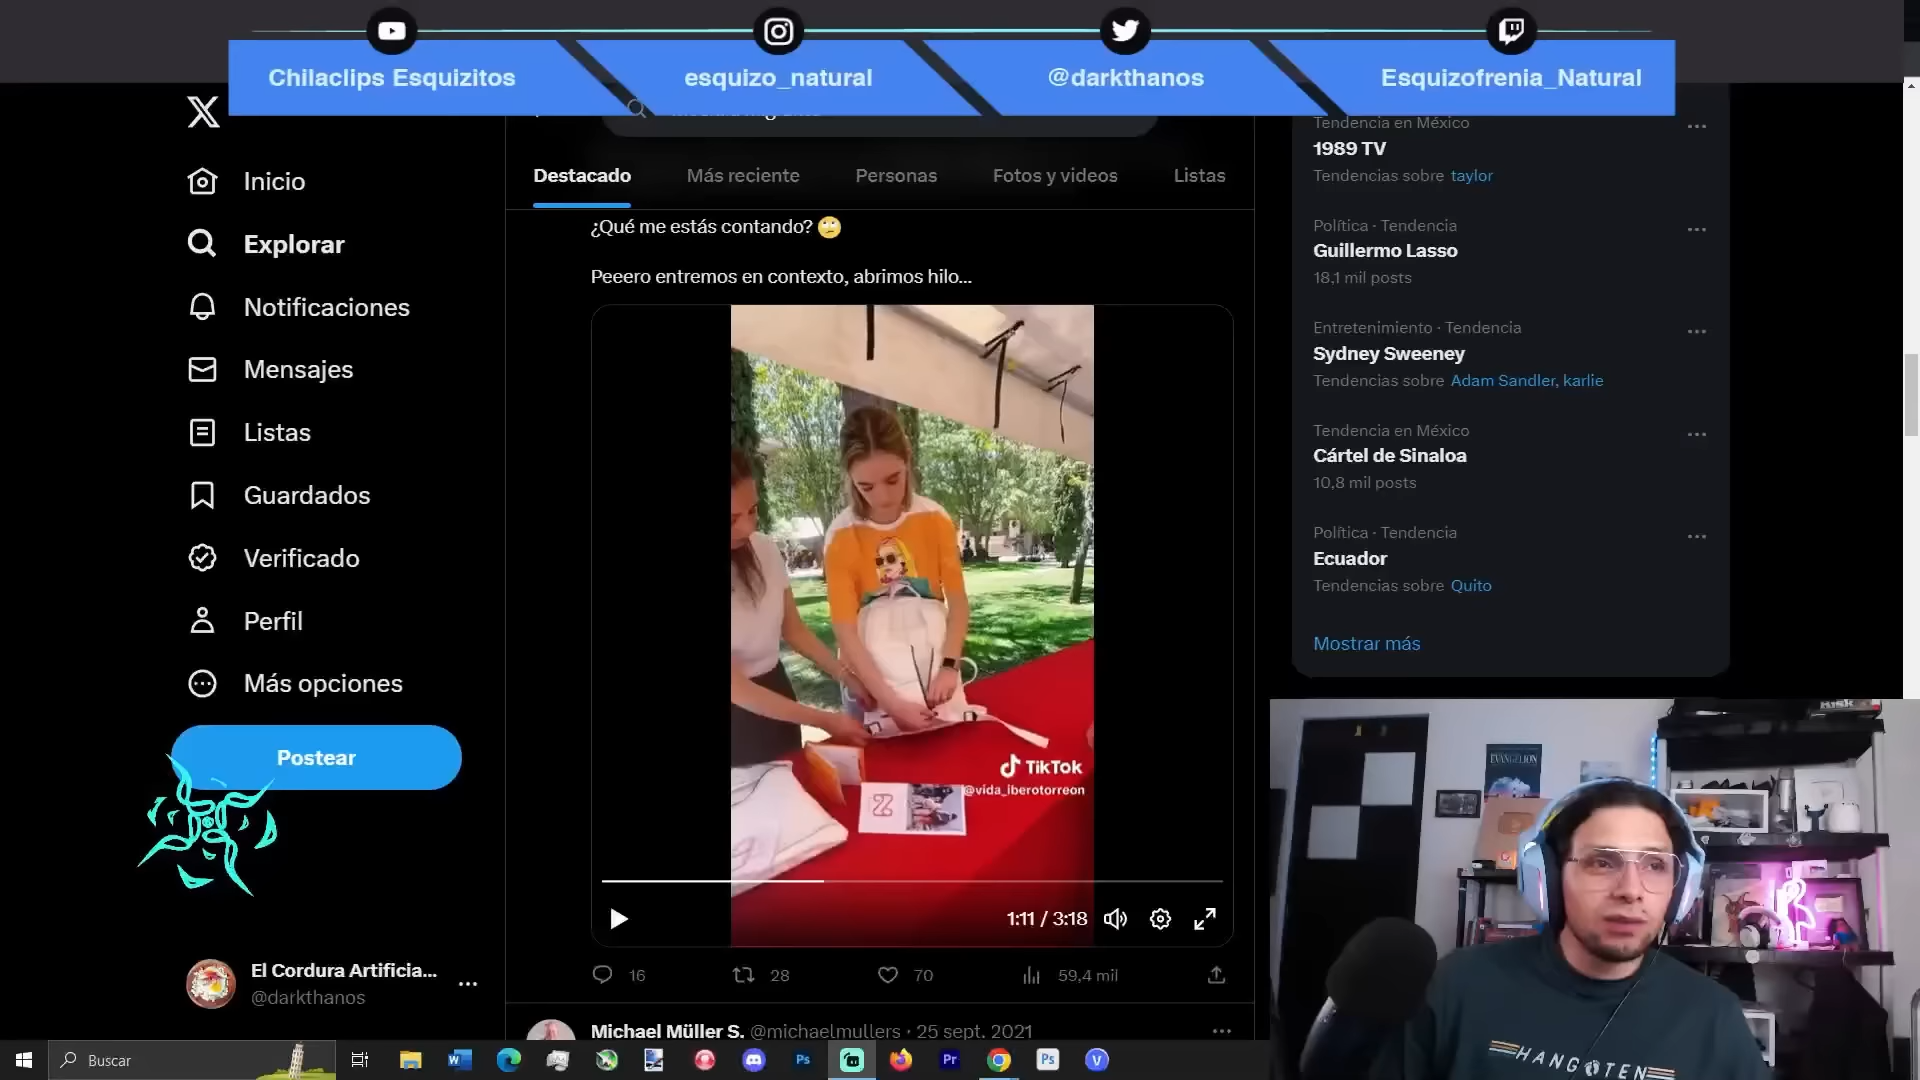 Chilaclips Esquizitos
esquizo_natural
@darkthanos
Esquizofrenia_Natural
Inicio
Explorar
Notificaciones
Mensajes
Listas
Guardados
Verificado
Perfil
Más opciones
Postear
El Cordura Artificia...
@darkthanos
Destacado
Más reciente
Personas
Fotos y videos
Listas
¿Qué me estás contando?
Peeero entremos en contexto, abrimos hilo...
TikTok
@vida_iberotorreon
1:11 / 3:18
16
28
70
59,4 mil
Michael Müller S. @michaelmullers · 25 sept. 2021
Tendencia en México
1989 TV
Tendencias sobre taylor
Política · Tendencia
Guillermo Lasso
18,1 mil posts
Entretenimiento · Tendencia
Sydney Sweeney
Tendencias sobre Adam Sandler, karlie
Tendencia en México
Cártel de Sinaloa
10,8 mil posts
Política · Tendencia
Ecuador
Tendencias sobre Quito
Mostrar más
EVANGELION
RISK
HANG TEN
Buscar
W
Ps
Pr
Ps
V